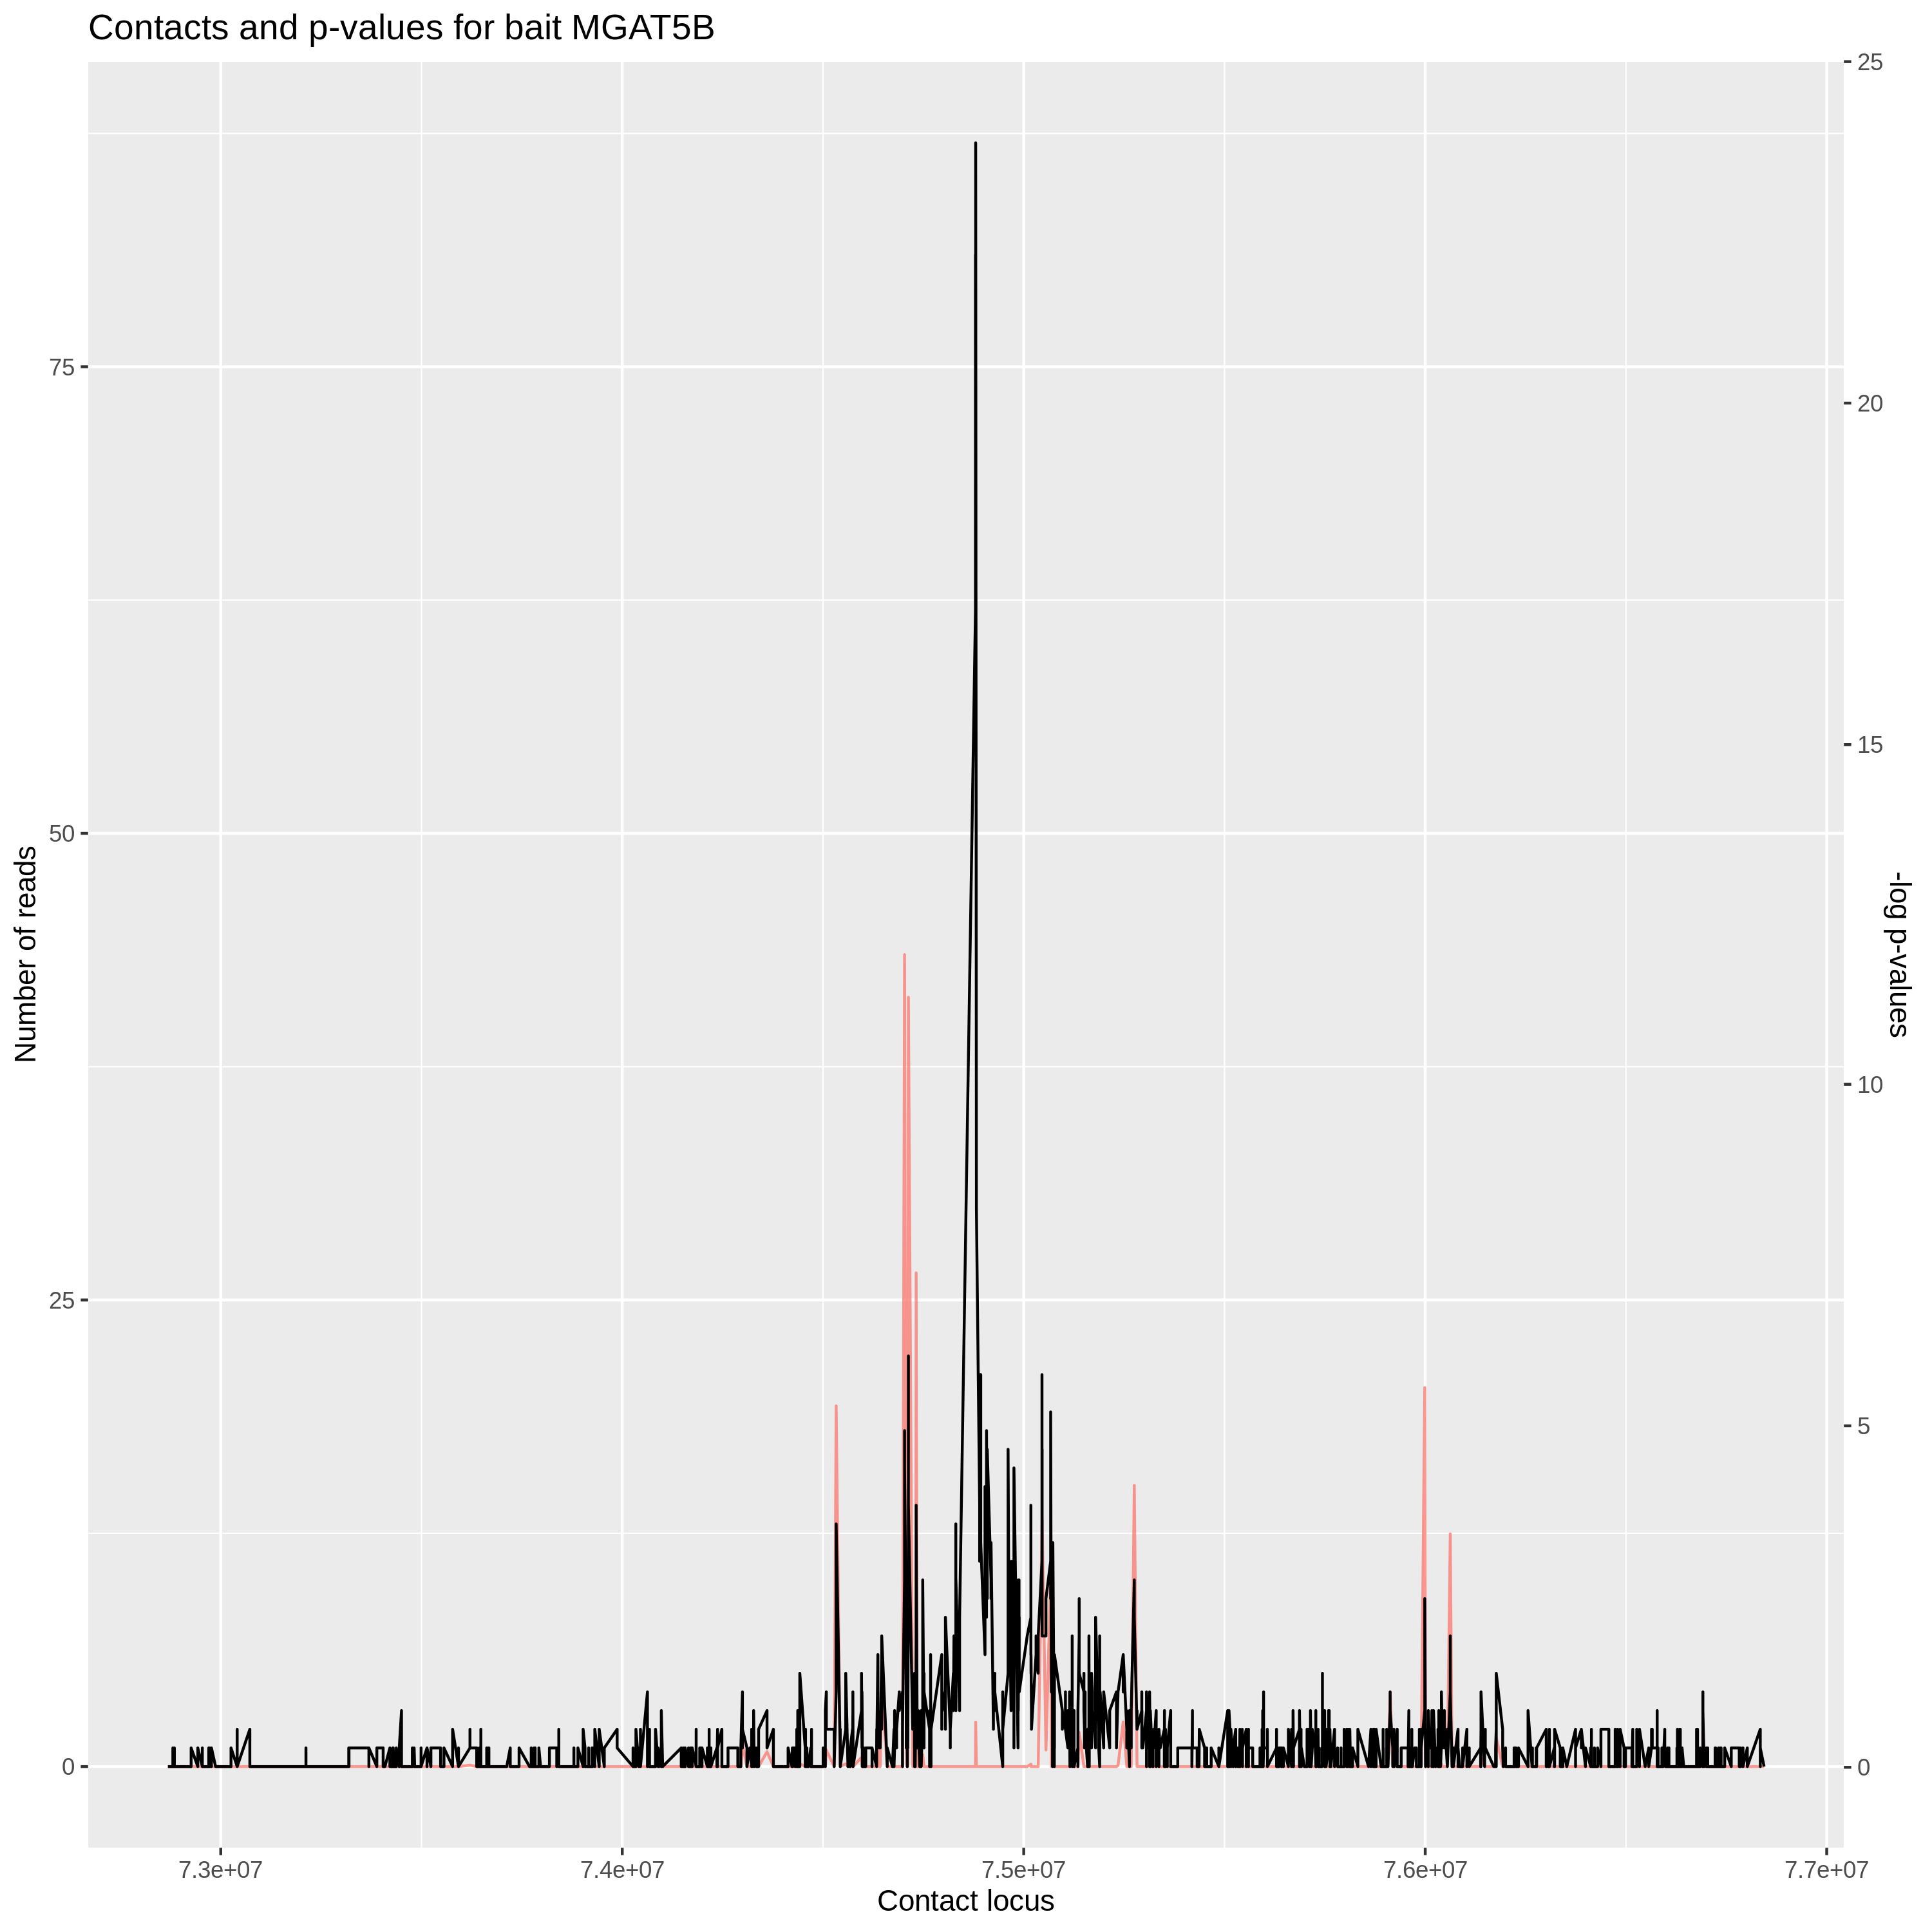 Contacts and p-values for bait MGAT5B
25
75
20
15
50
Number of reads
-log p-values
10
25
5
0
0
7.3e+07
7.4e+07
7.5e+07
7.6e+07
7.7e+07
Contact locus